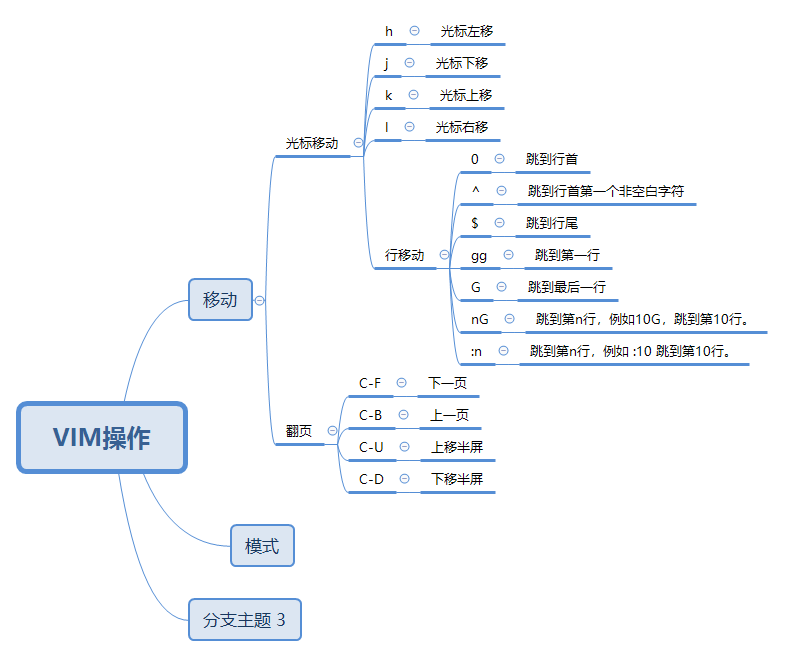 VIM操作
移动
光标移动
h 光标左移
j 光标下移
k 光标上移
l 光标右移
行移动
0 跳到行首
^ 跳到行首第一个非空白字符
$ 跳到行尾
gg 跳到第一行
G 跳到最后一行
nG 跳到第n行，例如10G，跳到第10行。
:n 跳到第n行，例如 :10 跳到第10行。
翻页
C-F 下一页
C-B 上一页
C-U 上移半屏
C-D 下移半屏
模式
分支主题 3